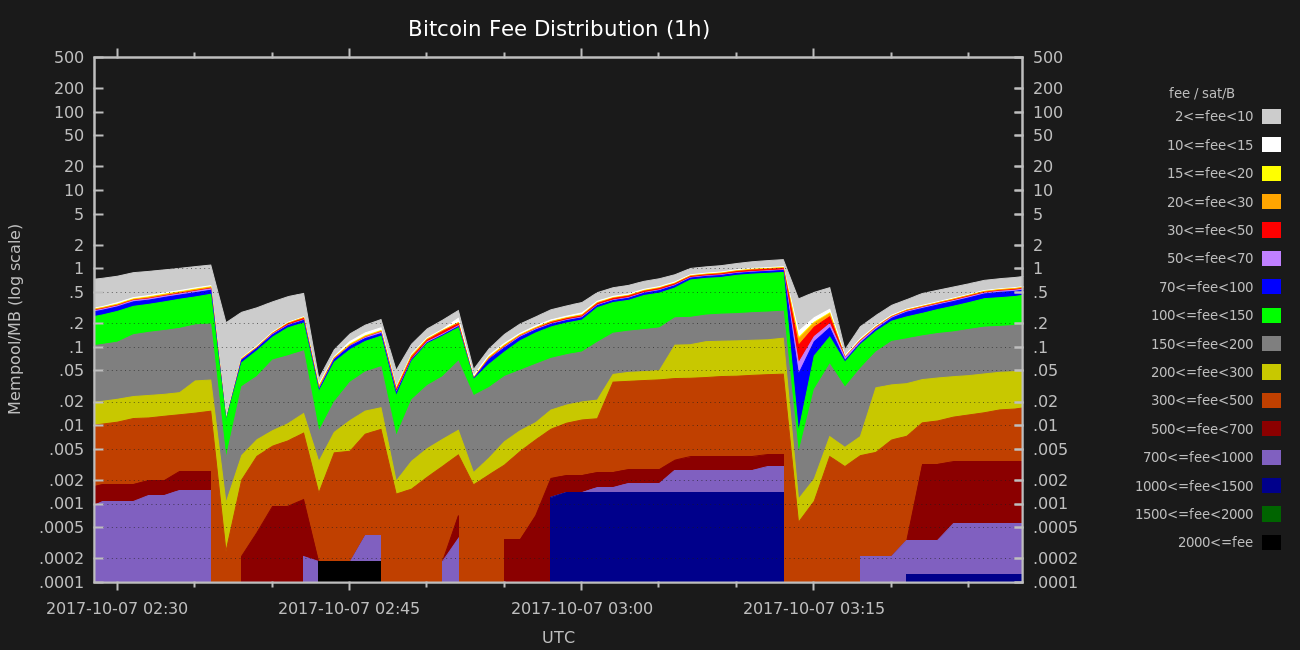 Bitcoin Fee Distribution (1h)
500 500
200 200
100 100
50 50
20 20
10 10
5 5
2 2
1 1
.5 .5
.2 .2
.1 .1
.05 .05
.02 .02
.01 .01
.005 .005
.002 .002
.001 .001
.0005 .0005
.0002 .0002
.0001 .0001
Mempool/MB (log scale)
2017-10-07 02:30 2017-10-07 02:45 2017-10-07 03:00 2017-10-07 03:15
UTC
fee / sat/B
2<=fee<10
10<=fee<15
15<=fee<20
20<=fee<30
30<=fee<50
50<=fee<70
70<=fee<100
100<=fee<150
150<=fee<200
200<=fee<300
300<=fee<500
500<=fee<700
700<=fee<1000
1000<=fee<1500
1500<=fee<2000
2000<=fee